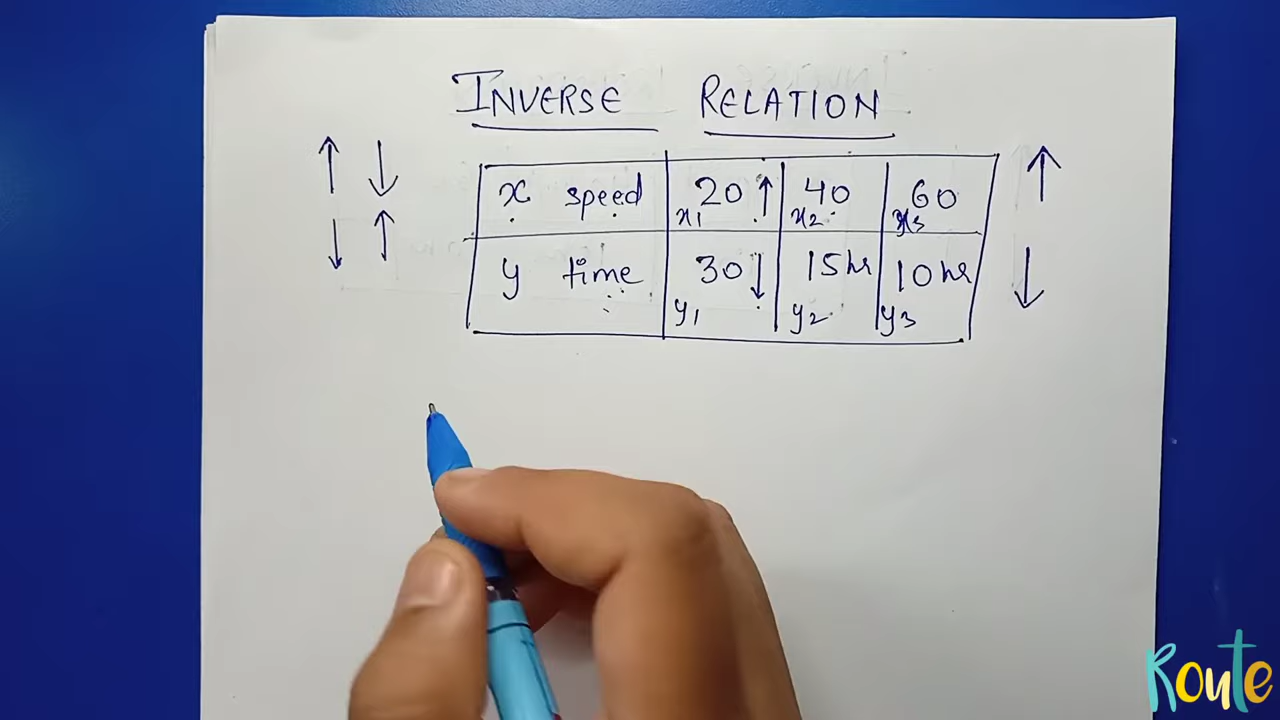 INVERSE RELATION
↑ ↓ x speed 20 ↑ 40 60 ↑
x1 x2 x3
↓ ↑ y time 30 ↓ 15hr 10hr ↓
y1 y2 y3
Route